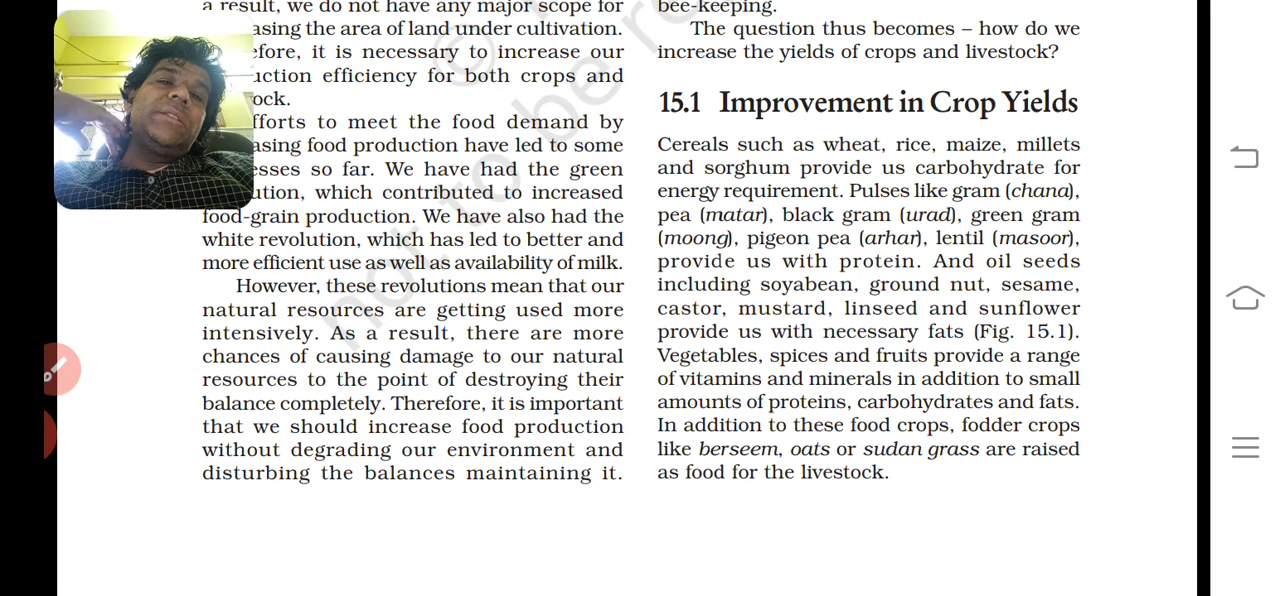 a result, we do not have any major scope for
asing the area of land under cultivation.
efore, it is necessary to increase our
uction efficiency for both crops and
ock.
fforts to meet the food demand by
asing food production have led to some
esses so far. We have had the green
ution, which contributed to increased
food-grain production. We have also had the
white revolution, which has led to better and
more efficient use as well as availability of milk.
However, these revolutions mean that our
natural resources are getting used more
intensively. As a result, there are more
chances of causing damage to our natural
resources to the point of destroying their
balance completely. Therefore, it is important
that we should increase food production
without degrading our environment and
disturbing the balances maintaining it.
bee-keeping.
The question thus becomes – how do we
increase the yields of crops and livestock?
15.1 Improvement in Crop Yields
Cereals such as wheat, rice, maize, millets
and sorghum provide us carbohydrate for
energy requirement. Pulses like gram (chana),
pea (matar), black gram (urad), green gram
(moong), pigeon pea (arhar), lentil (masoor),
provide us with protein. And oil seeds
including soyabean, ground nut, sesame,
castor, mustard, linseed and sunflower
provide us with necessary fats (Fig. 15.1).
Vegetables, spices and fruits provide a range
of vitamins and minerals in addition to small
amounts of proteins, carbohydrates and fats.
In addition to these food crops, fodder crops
like berseem, oats or sudan grass are raised
as food for the livestock.
©
not to be re